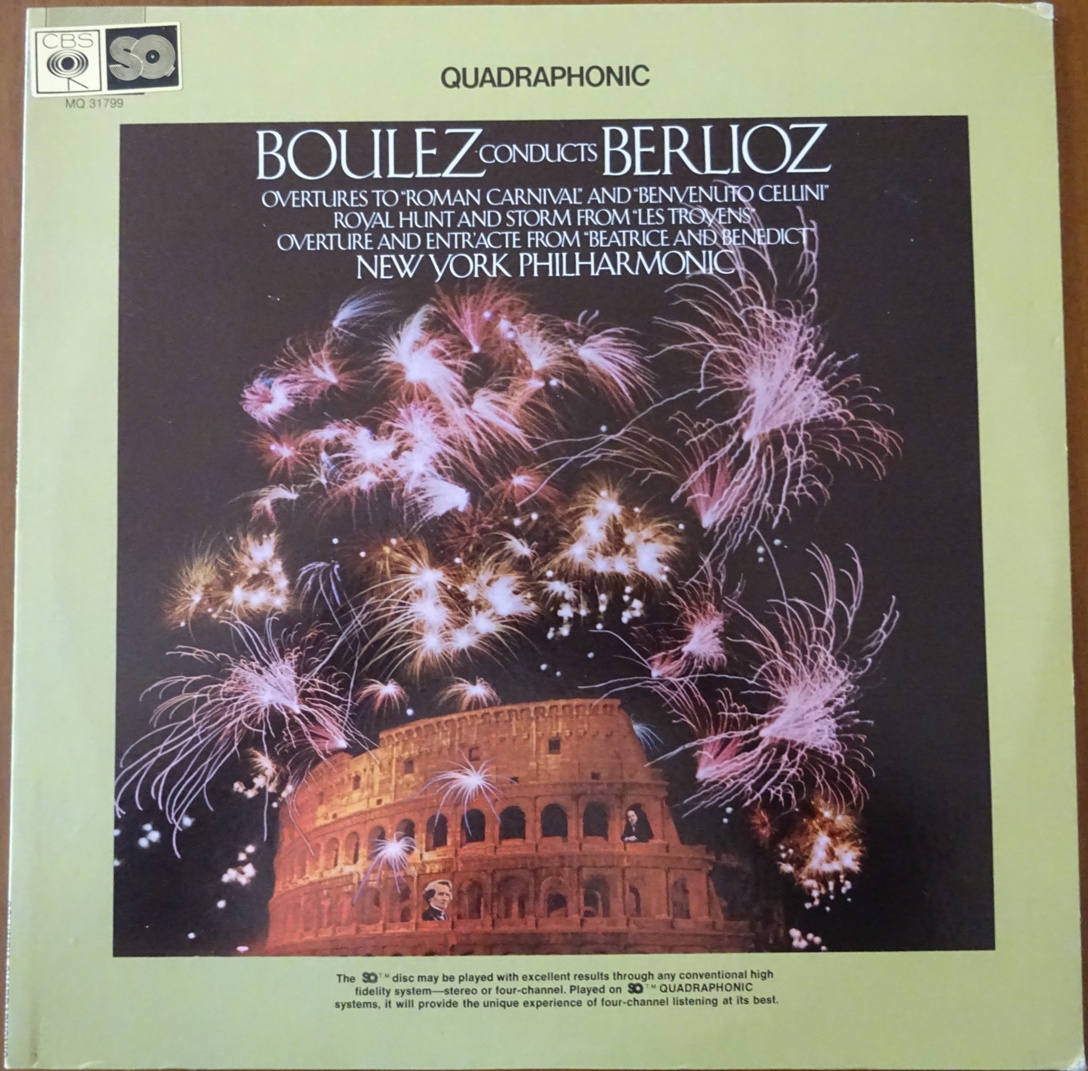 CBS SQ
MQ 31799
QUADRAPHONIC
BOULEZ CONDUCTS BERLIOZ
OVERTURES TO "ROMAN CARNIVAL" AND "BENVENUTO CELLINI"
ROYAL HUNT AND STORM FROM "LES TROYENS"
OVERTURE AND ENTR'ACTE FROM "BEATRICE AND BENEDICT"
NEW YORK PHILHARMONIC
The SQ™ disc may be played with excellent results through any conventional high
fidelity system—stereo or four-channel. Played on SQ™ QUADRAPHONIC
systems, it will provide the unique experience of four-channel listening at its best.